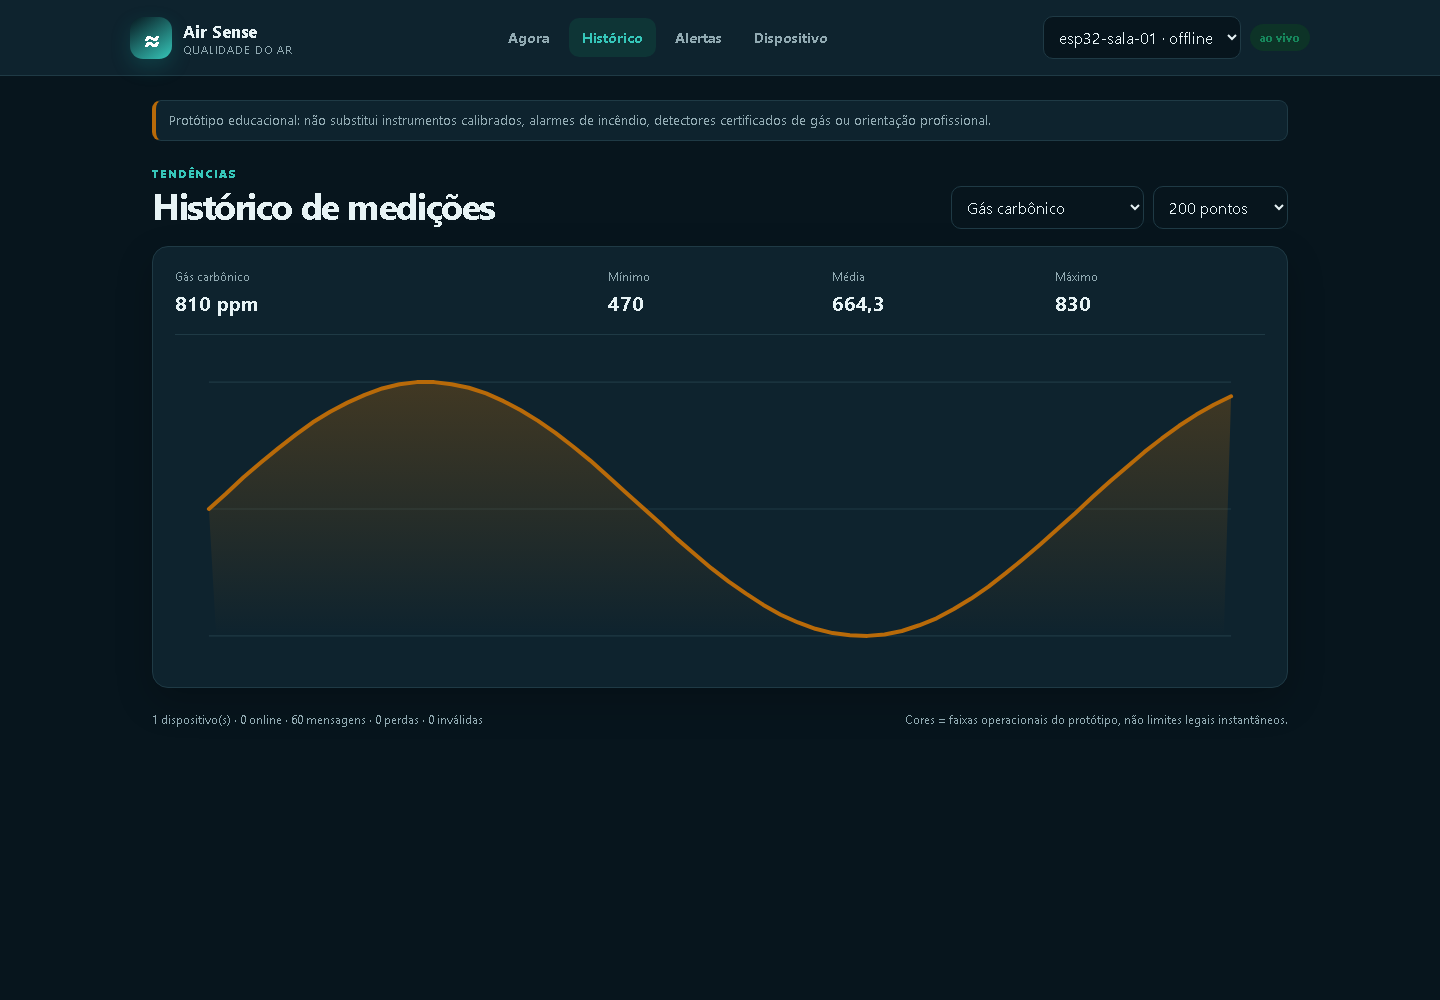 ≈
Air Sense
QUALIDADE DO AR
Agora
Histórico
Alertas
Dispositivo
esp32-sala-01 · offline
ao vivo
Protótipo educacional: não substitui instrumentos calibrados, alarmes de incêndio, detectores certificados de gás ou orientação profissional.
TENDÊNCIAS
Histórico de medições
Gás carbônico
200 pontos
Gás carbônico
810 ppm
Mínimo
470
Média
664,3
Máximo
830
1 dispositivo(s) · 0 online · 60 mensagens · 0 perdas · 0 inválidas
Cores = faixas operacionais do protótipo, não limites legais instantâneos.